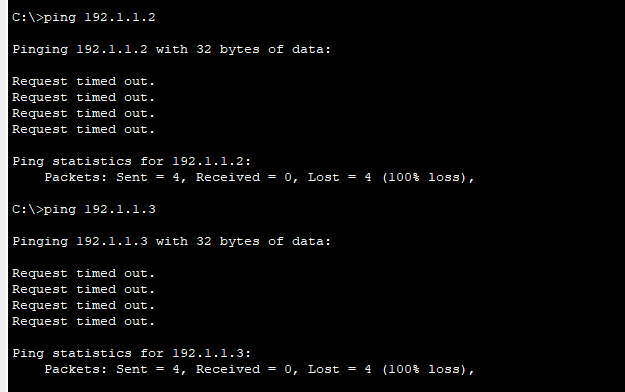 C:\>ping 192.1.1.2
Pinging 192.1.1.2 with 32 bytes of data:
Request timed out.
Request timed out.
Request timed out.
Request timed out.
Ping statistics for 192.1.1.2:
    Packets: Sent = 4, Received = 0, Lost = 4 (100% loss),
C:\>ping 192.1.1.3
Pinging 192.1.1.3 with 32 bytes of data:
Request timed out.
Request timed out.
Request timed out.
Request timed out.
Ping statistics for 192.1.1.3:
    Packets: Sent = 4, Received = 0, Lost = 4 (100% loss),